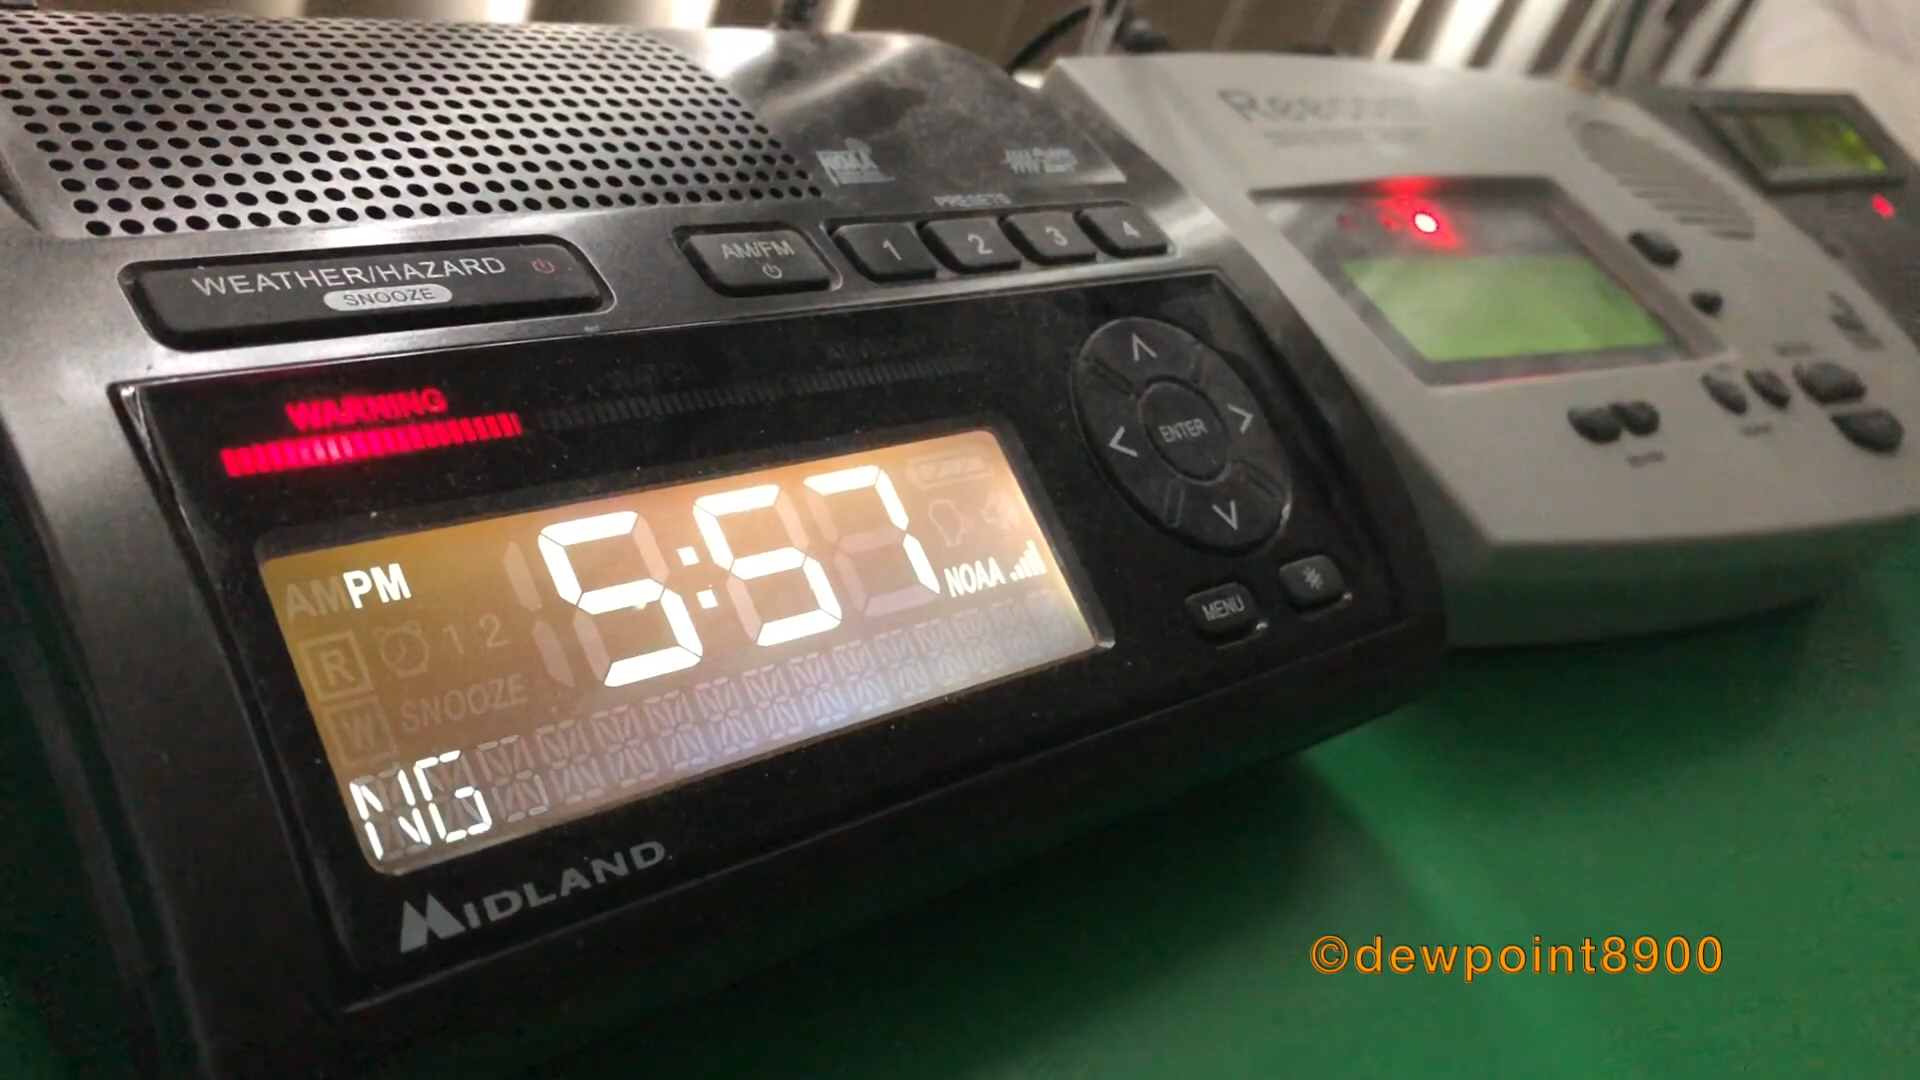 PRESETS
WEATHER/HAZARD
SNOOZE
AM/FM
1 2 3 4
WARNING
ENTER
AM PM
5:57
NOAA
R 1 2
SNOOZE
W
MENU
NG
MIDLAND
©dewpoint8900